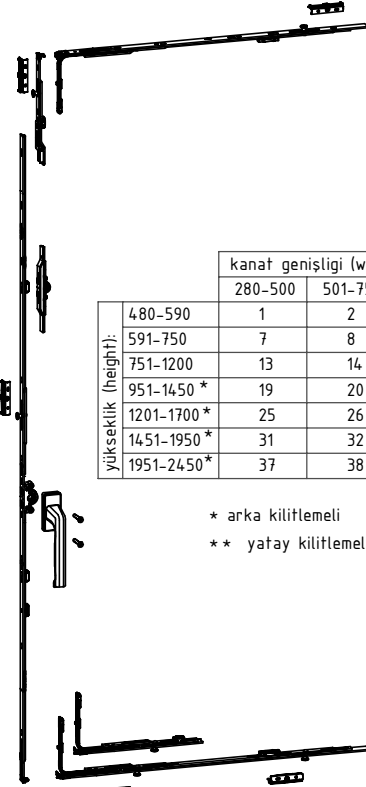 kanat genişligi (w
280-500 501-75
yükseklik (height):
480-590 1 2
591-750 7 8
751-1200 13 14
951-1450 * 19 20
1201-1700 * 25 26
1451-1950 * 31 32
1951-2450* 37 38
* arka kilitlemeli
** yatay kilitlemel